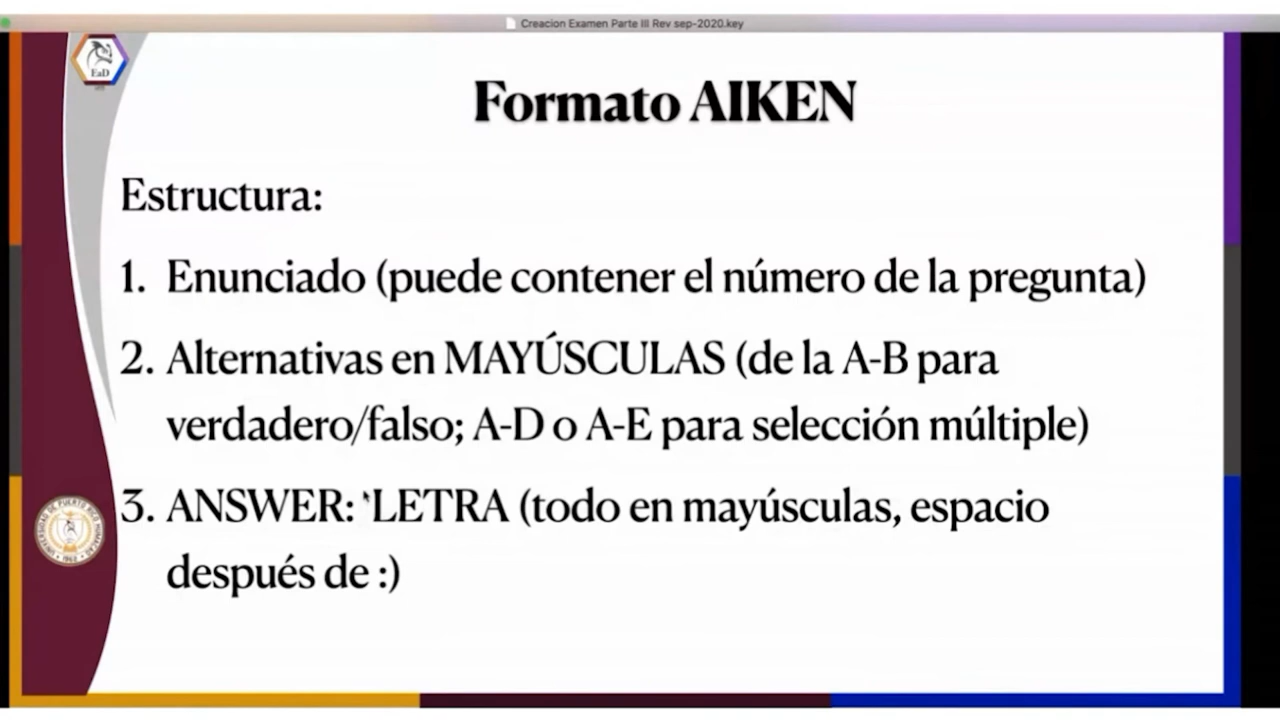 Creacion Examen Parte III Rev sep-2020.key
EaD
Formato AIKEN
Estructura:
1. Enunciado (puede contener el número de la pregunta)
2. Alternativas en MAYÚSCULAS (de la A-B para
verdadero/falso; A-D o A-E para selección múltiple)
3. ANSWER: LETRA (todo en mayúsculas, espacio
después de :)